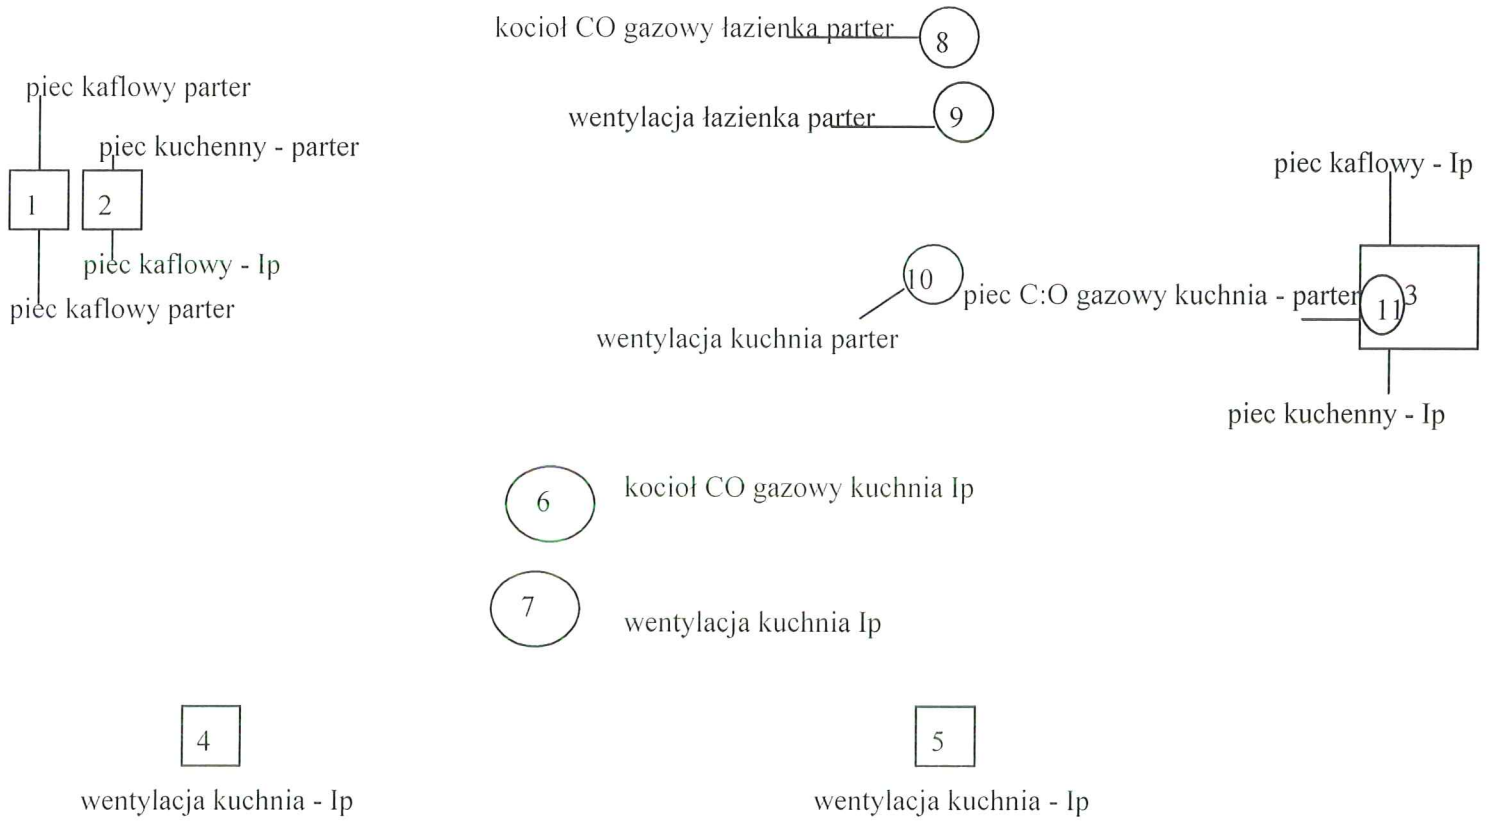 kocioł CO gazowy łazienka parter
8
piec kaflowy parter
wentylacja łazienka parter
9
piec kuchenny - parter
piec kaflowy - Ip
1
2
piec kaflowy - Ip
10
piec C:O gazowy kuchnia - parter
11
3
piec kaflowy parter
wentylacja kuchnia parter
piec kuchenny - Ip
6
kocioł CO gazowy kuchnia Ip
7
wentylacja kuchnia Ip
4
5
wentylacja kuchnia - Ip
wentylacja kuchnia - Ip